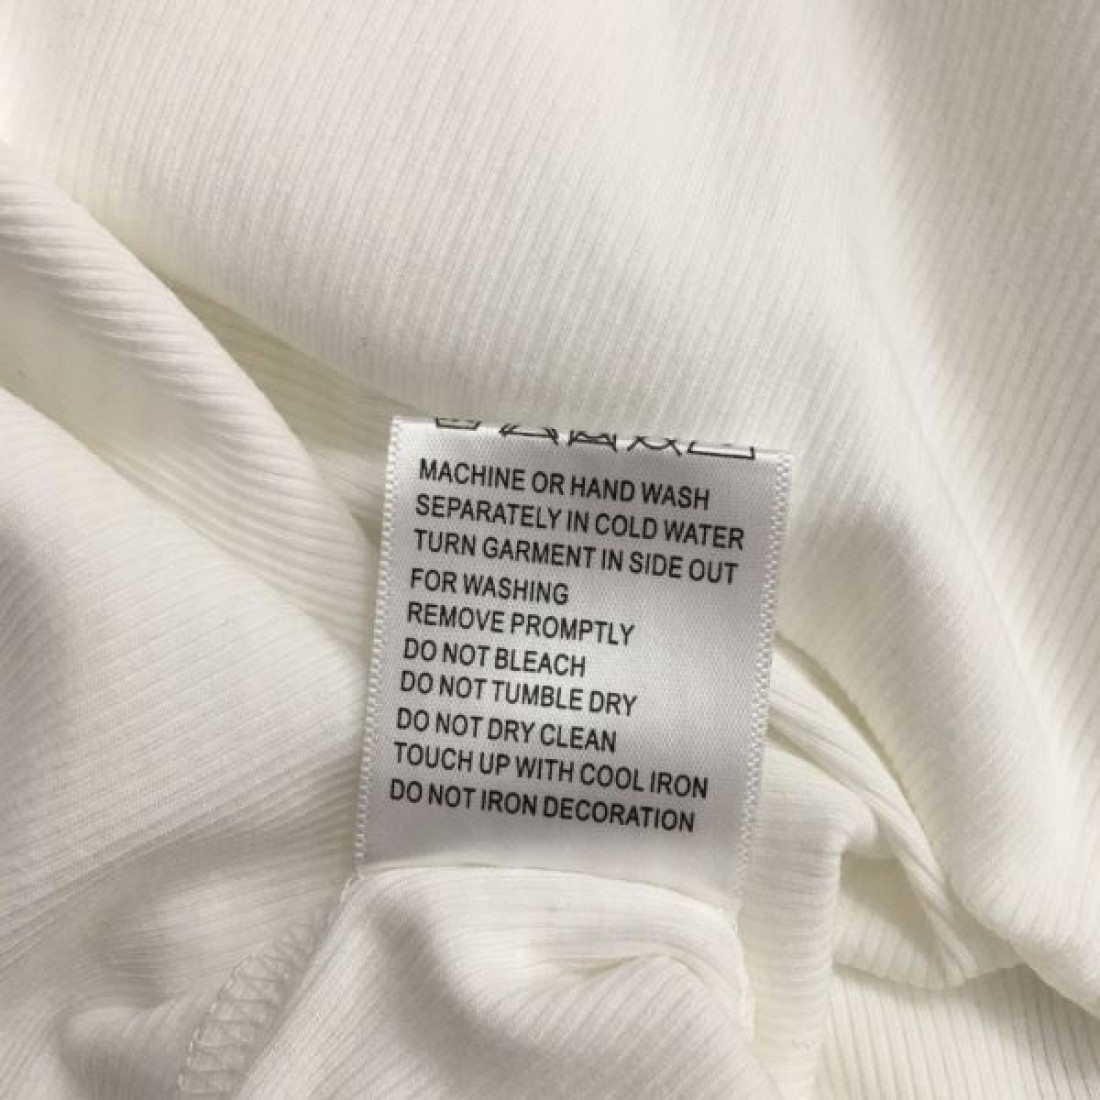 MACHINE OR HAND WASH
SEPARATELY IN COLD WATER
TURN GARMENT IN SIDE OUT
FOR WASHING
REMOVE PROMPTLY
DO NOT BLEACH
DO NOT TUMBLE DRY
DO NOT DRY CLEAN
TOUCH UP WITH COOL IRON
DO NOT IRON DECORATION